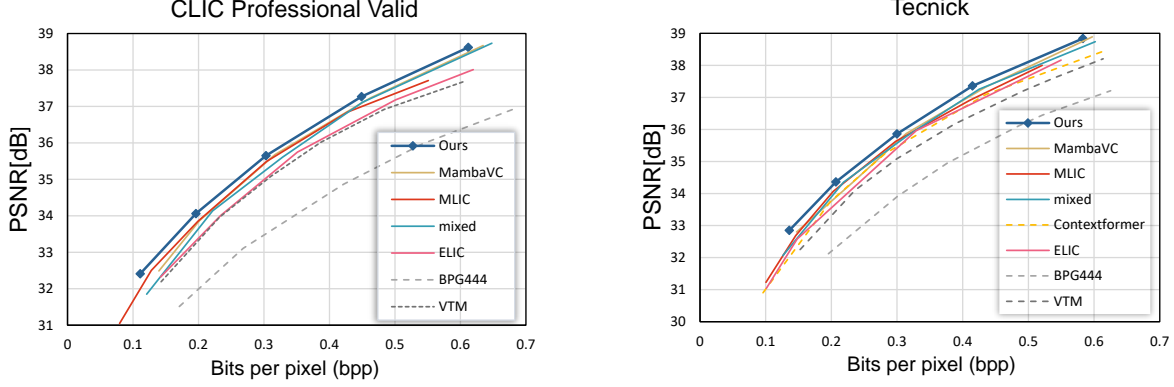 CLIC Professional Valid
PSNR[dB]
39
38
37
36
35
34
33
32
31
0
0.1
0.2
0.3
0.4
0.5
0.6
0.7
Bits per pixel (bpp)
Ours
MambaVC
MLIC
mixed
ELIC
BPG444
VTM
Tecnick
PSNR[dB]
39
38
37
36
35
34
33
32
31
30
0
0.1
0.2
0.3
0.4
0.5
0.6
0.7
Bits per pixel (bpp)
Ours
MambaVC
MLIC
mixed
Contextformer
ELIC
BPG444
VTM